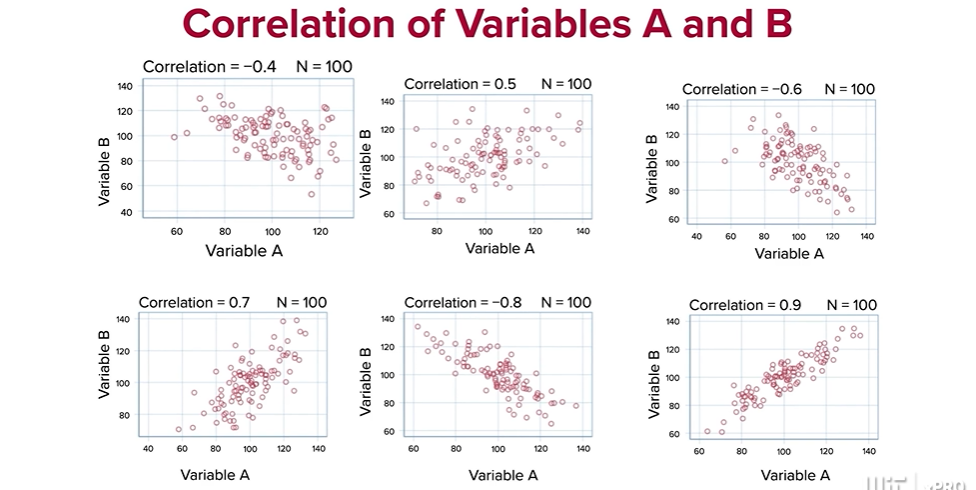 Correlation of Variables A and B
Correlation = −0.4 N = 100
140
120
100
80
60
40
Variable B
60 80 100 120
Variable A
Correlation = 0.5 N = 100
140
120
100
80
60
Variable B
80 100 120 140
Variable A
Correlation = −0.6 N = 100
140
120
100
80
60
Variable B
40 60 80 100 120 140
Variable A
Correlation = 0.7 N = 100
140
120
100
80
Variable B
40 60 80 100 120 140
Variable A
Correlation = −0.8 N = 100
140
120
100
80
60
Variable B
60 80 100 120 140
Variable A
Correlation = 0.9 N = 100
140
120
100
80
60
Variable B
60 80 100 120 140
Variable A